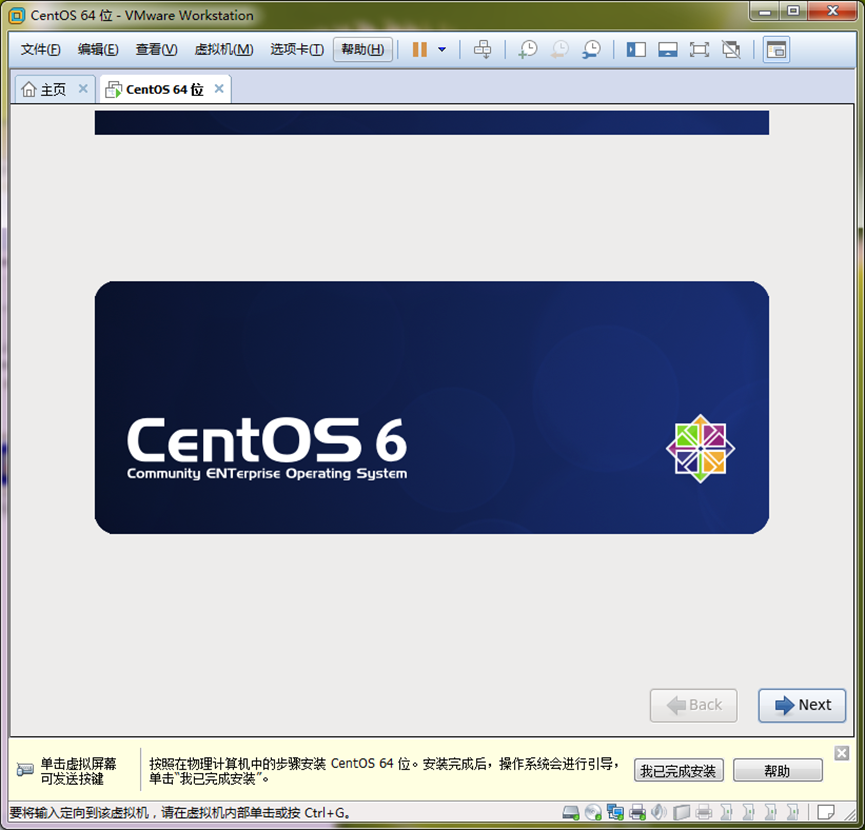 CentOS 64 位 - VMware Workstation
文件(F) 编辑(E) 查看(V) 虚拟机(M) 选项卡(T) 帮助(H)
主页 CentOS 64 位
CentOS 6
Community ENTerprise Operating System
Back Next
单击虚拟屏幕
可发送按键
按照在物理计算机中的步骤安装 CentOS 64 位。安装完成后，操作系统会进行引导，
单击“我已完成安装”。
我已完成安装 帮助
要将输入定向到该虚拟机，请在虚拟机内部单击或按 Ctrl+G。